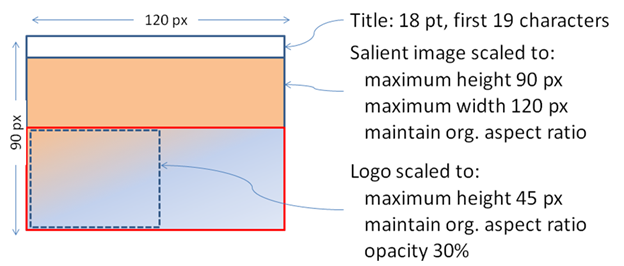 120 px
Title: 18 pt, first 19 characters
Salient image scaled to:
maximum height 90 px
maximum width 120 px
maintain org. aspect ratio
90 px
Logo scaled to:
maximum height 45 px
maintain org. aspect ratio
opacity 30%